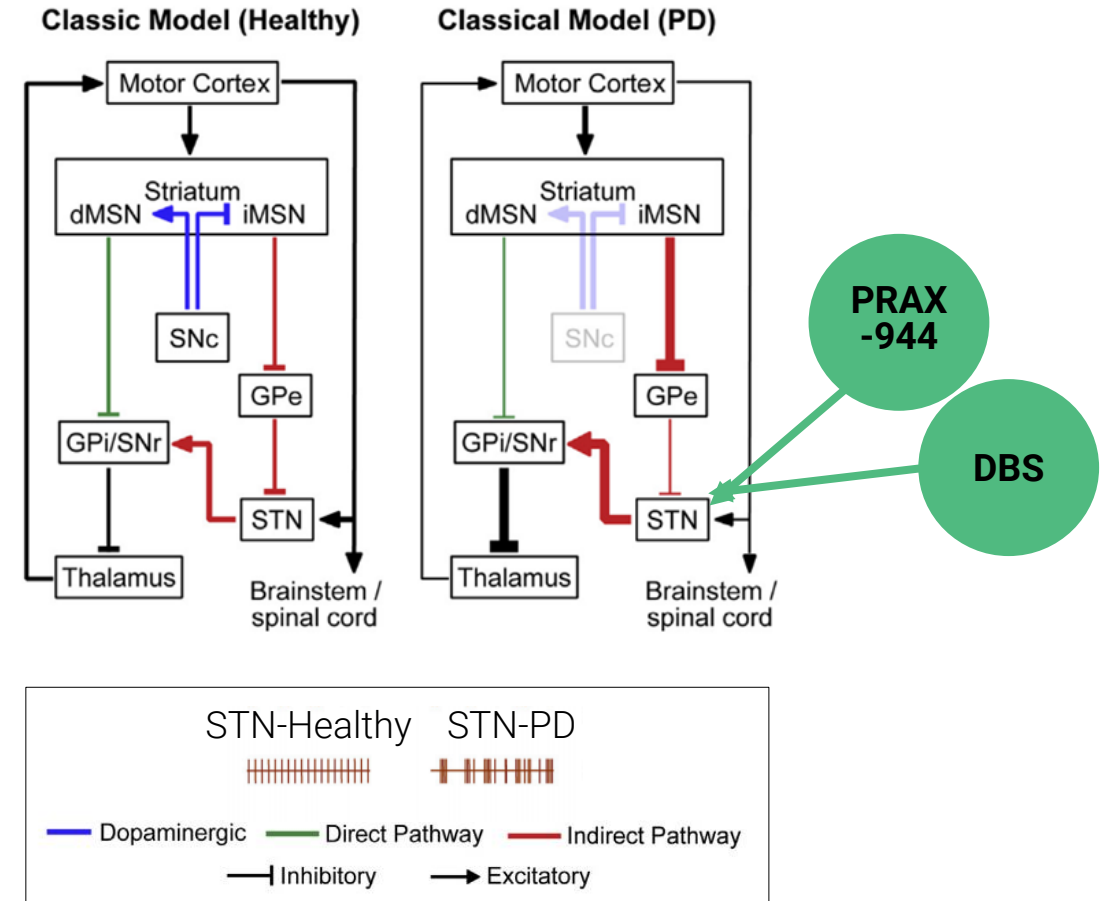 Classic Model (Healthy)
Motor Cortex
Striatum
dMSN
iMSN
SNc
GPe
GPi/SNr
STN
Thalamus
Brainstem /
spinal cord
Classical Model (PD)
Motor Cortex
Striatum
dMSN
iMSN
SNc
GPe
GPi/SNr
STN
Thalamus
Brainstem /
spinal cord
PRAX
-944
DBS
STN-Healthy
STN-PD
Dopaminergic
Direct Pathway
Indirect Pathway
Inhibitory
Excitatory